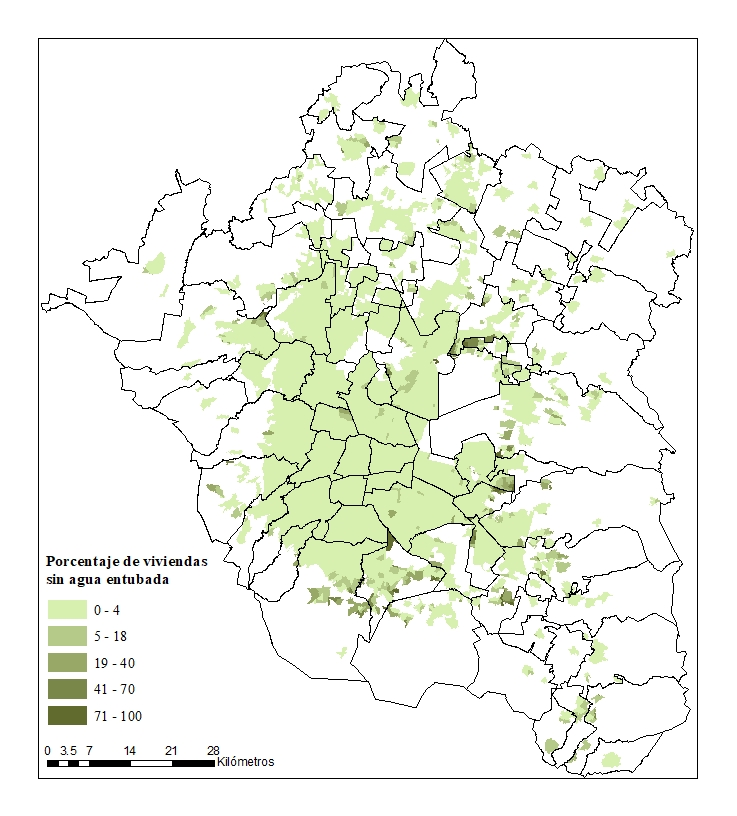 Porcentaje de viviendas
sin agua entubada
0 - 4
5 - 18
19 - 40
41 - 70
71 - 100
0 3.5 7 14 21 28
Kilómetros